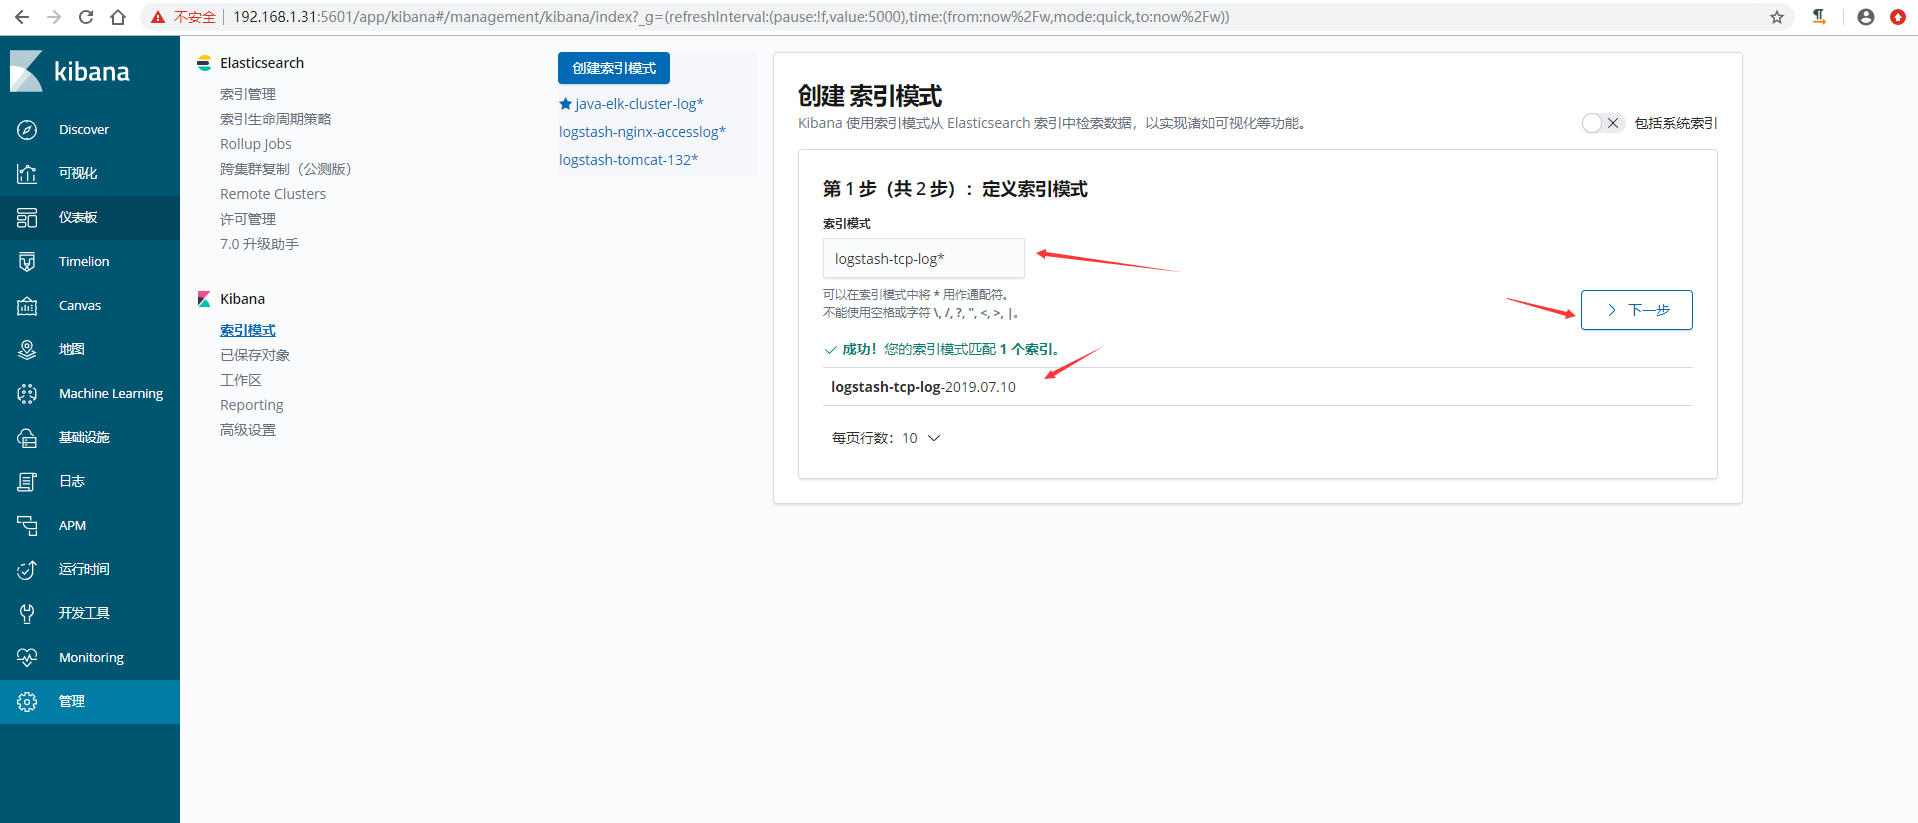 不安全 192.168.1.31:5601/app/kibana#/management/kibana/index?_g=(refreshInterval:(pause:!f,value:5000),time:(from:now%2Fw,mode:quick,to:now%2Fw))
kibana
Discover
可视化
仪表板
Timelion
Canvas
地图
Machine Learning
基础设施
日志
APM
运行时间
开发工具
Monitoring
管理
Elasticsearch
索引管理
索引生命周期策略
Rollup Jobs
跨集群复制（公测版）
Remote Clusters
许可管理
7.0 升级助手
Kibana
索引模式
已保存对象
工作区
Reporting
高级设置
创建索引模式
java-elk-cluster-log*
logstash-nginx-accesslog*
logstash-tomcat-132*
创建 索引模式
Kibana 使用索引模式从 Elasticsearch 索引中检索数据，以实现诸如可视化等功能。
包括系统索引
第 1 步（共 2 步）：定义索引模式
索引模式
logstash-tcp-log*
可以在索引模式中将 * 用作通配符。
不能使用空格或字符 \, /, ?, ", <, >, |。
下一步
成功！您的索引模式匹配 1 个索引。
logstash-tcp-log-2019.07.10
每页行数：10